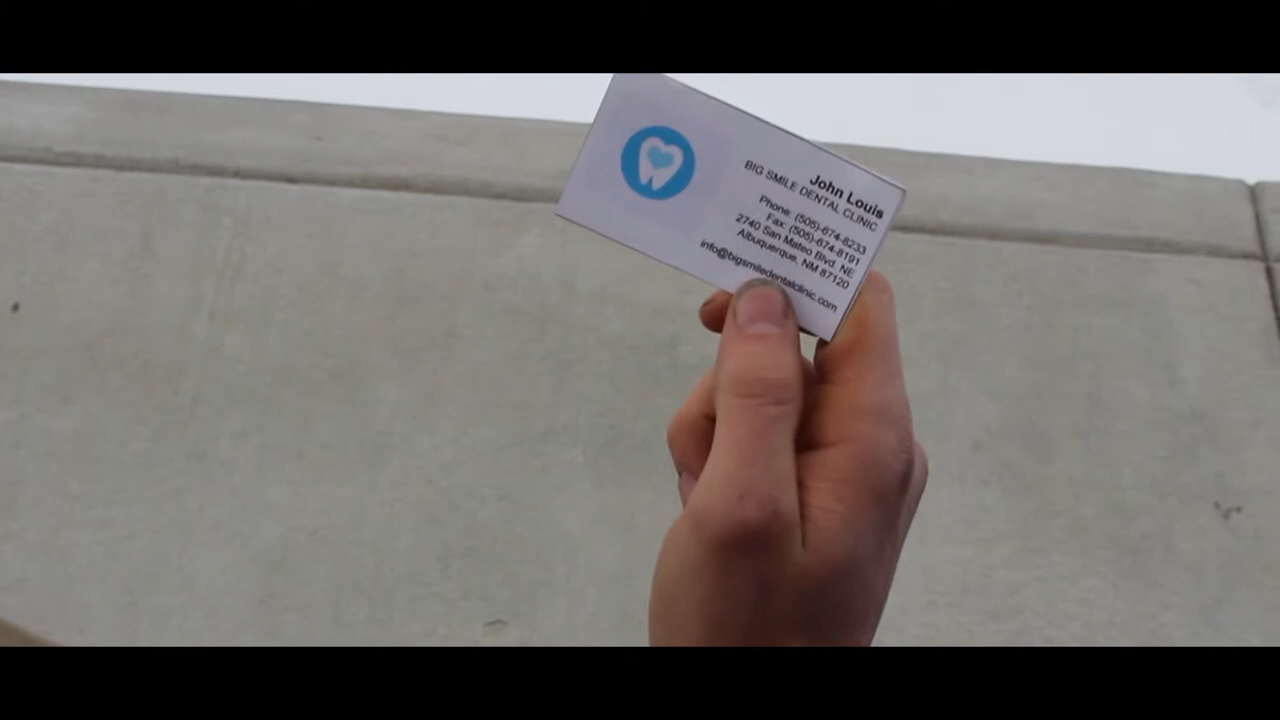 John Louis
BIG SMILE DENTAL CLINIC
Phone: (505)-674-8233
Fax: (505)-674-8191
2740 San Mateo Blvd, NE
Albuquerque, NM 87120
info@bigsmiledentalclinic.com